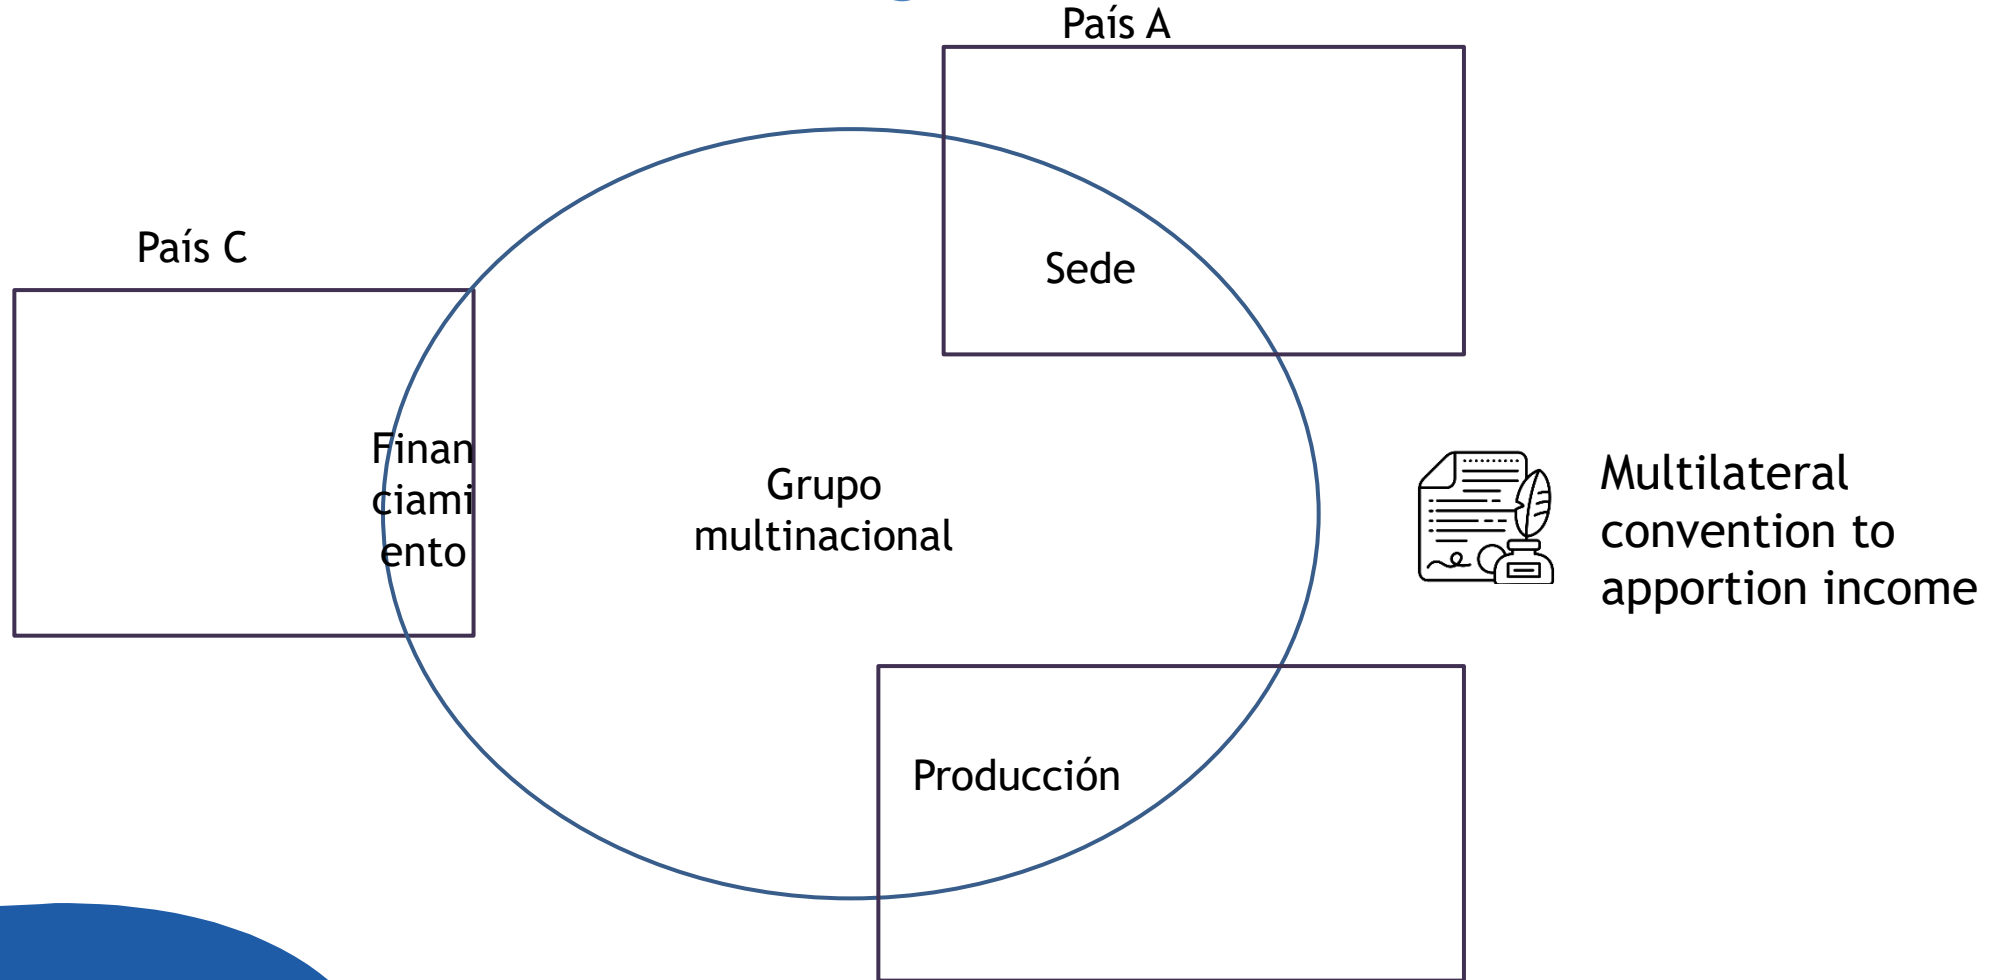 País A
País C
Sede
Finan
ciami
ento
Grupo
multinacional
Multilateral
convention to
apportion income
Producción